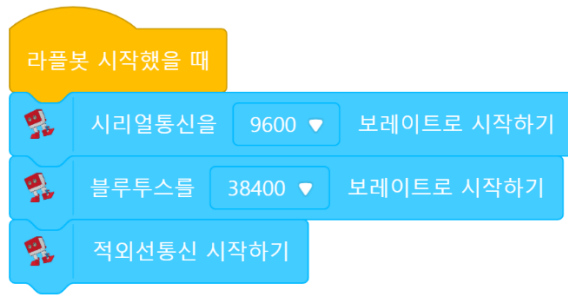 라플봇 시작했을 때
시리얼통신을 9600 보레이트로 시작하기
블루투스를 38400 보레이트로 시작하기
적외선통신 시작하기